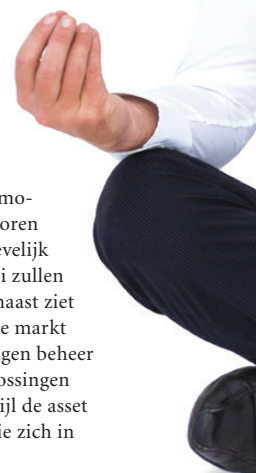 mo-
oren
evelijk
i zullen
naast ziet
e markt
gen beheer
ossingen
ijl de asset
ie zich in